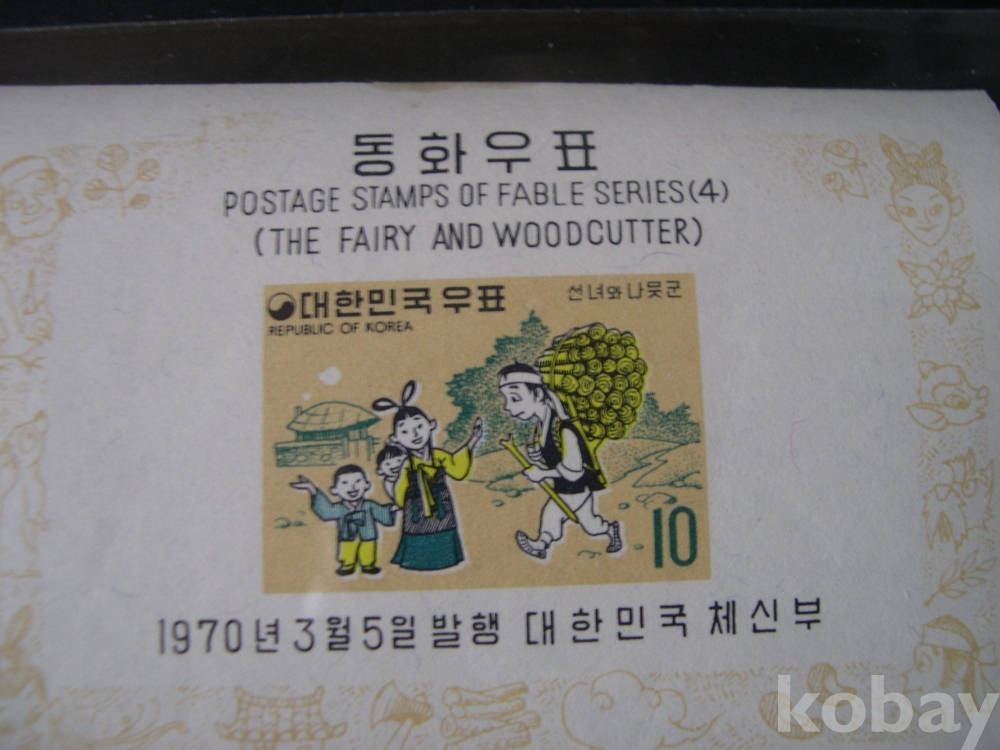 동화우표
POSTAGE STAMPS OF FABLE SERIES(4)
(THE FAIRY AND WOODCUTTER)
대한민국우표
선녀와나뭇군
REPUBLIC OF KOREA
10
1970년3월5일발행 대한민국 체신부
kobay